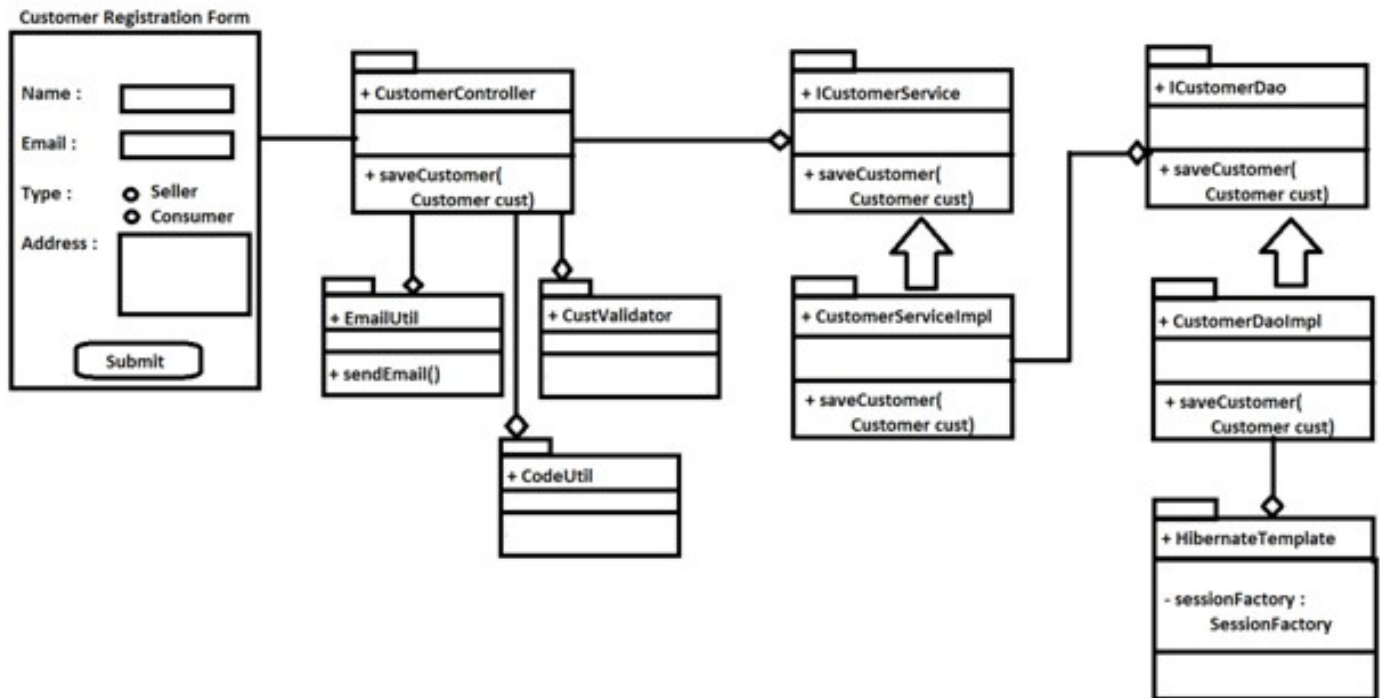 Customer Registration Form
Name :
Email :
Type :
Seller
Consumer
Address :
Submit
+ CustomerController
+ saveCustomer(
Customer cust)
+ EmailUtil
+ sendEmail()
+ CustValidator
+ CodeUtil
+ ICustomerService
+ saveCustomer(
Customer cust)
+ CustomerServiceImpl
+ saveCustomer(
Customer cust)
+ ICustomerDao
+ saveCustomer(
Customer cust)
+ CustomerDaoImpl
+ saveCustomer(
Customer cust)
+ HibernateTemplate
- sessionFactory :
SessionFactory